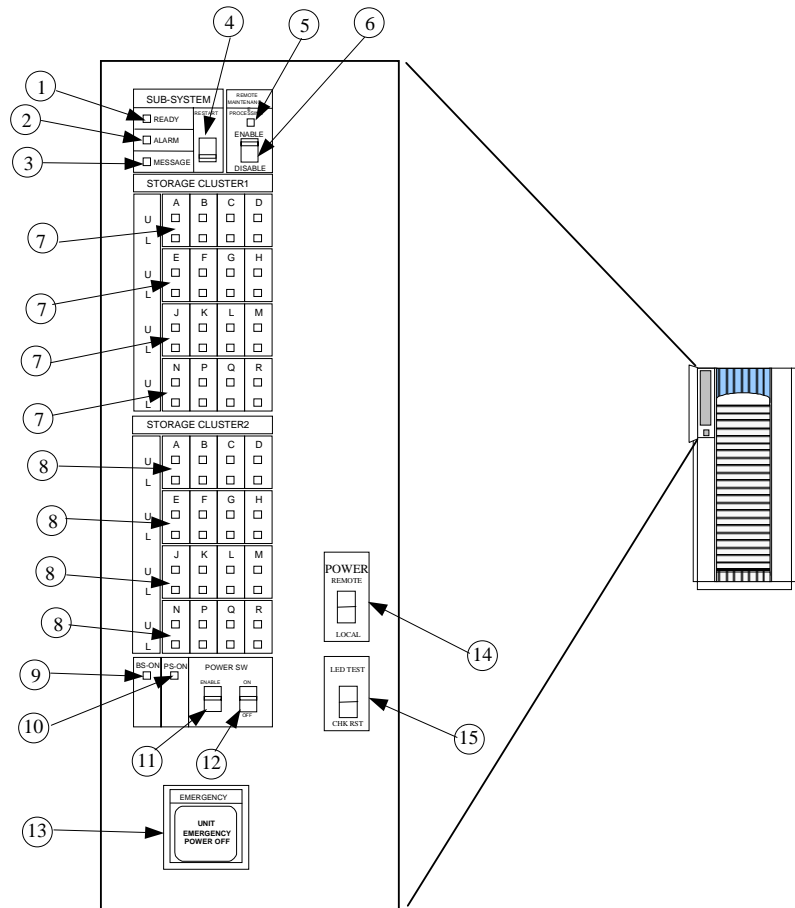 4
5
6
1
2
3
SUB-SYSTEM
READY
ALARM
MESSAGE
RESTART
REMOTE
MAINTENANC
PROCESSIN
ENABLE
DISABLE
STORAGE CLUSTER1
A B C D
U
L
7
E F G H
U
L
7
J K L M
U
L
7
N P Q R
U
L
7
STORAGE CLUSTER2
A B C D
U
L
8
E F G H
U
L
8
J K L M
U
L
8
N P Q R
U
L
8
BS-ON
PS-ON
POWER SW
ENABLE
ON
OFF
9
10
11
12
EMERGENCY
UNIT
EMERGENCY
POWER OFF
13
POWER
REMOTE
LOCAL
14
LED TEST
CHK RST
15